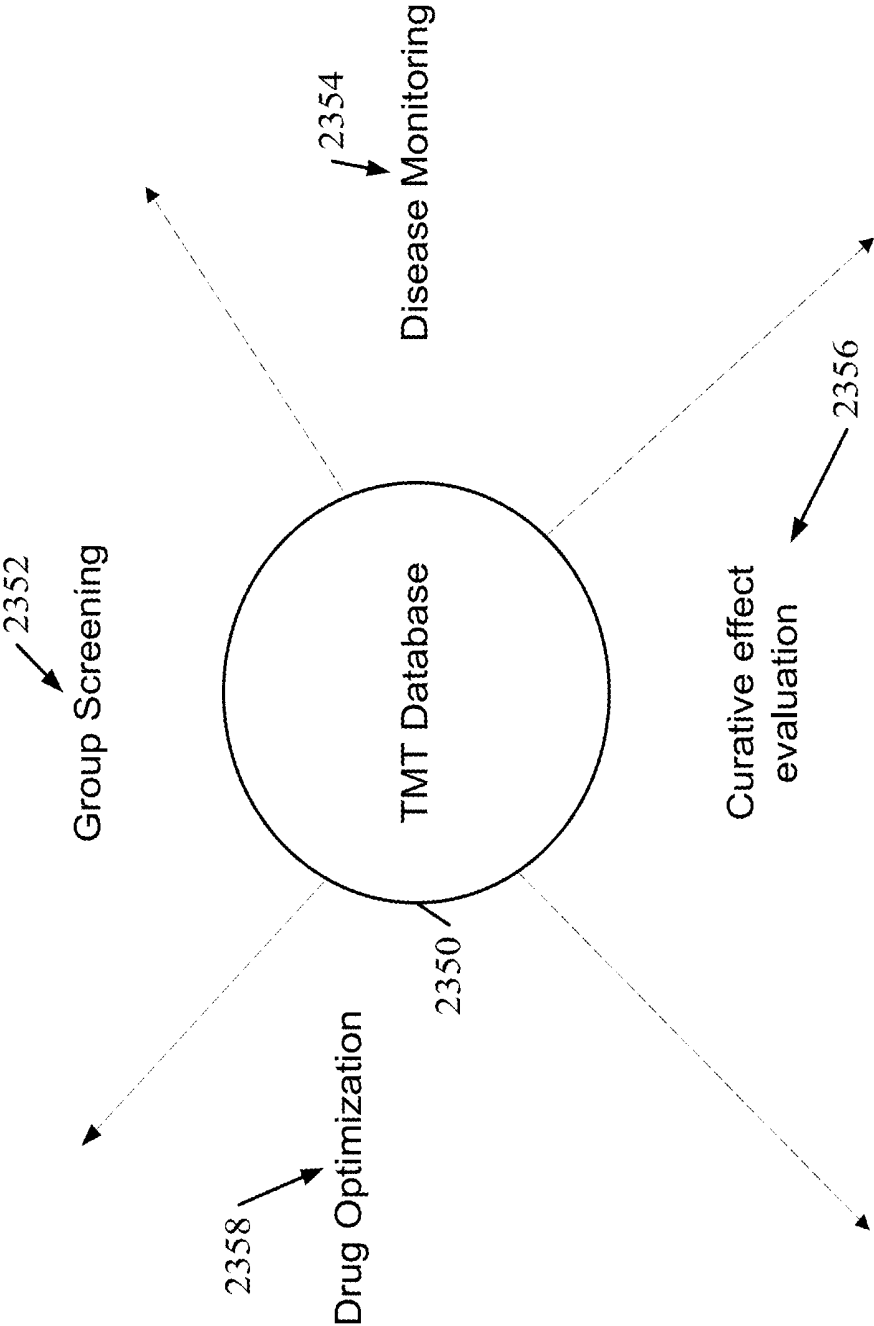 2352
Group Screening
2358
Drug Optimization
2350
TMT Database
2354
Disease Monitoring
Curative effect
evaluation
2356